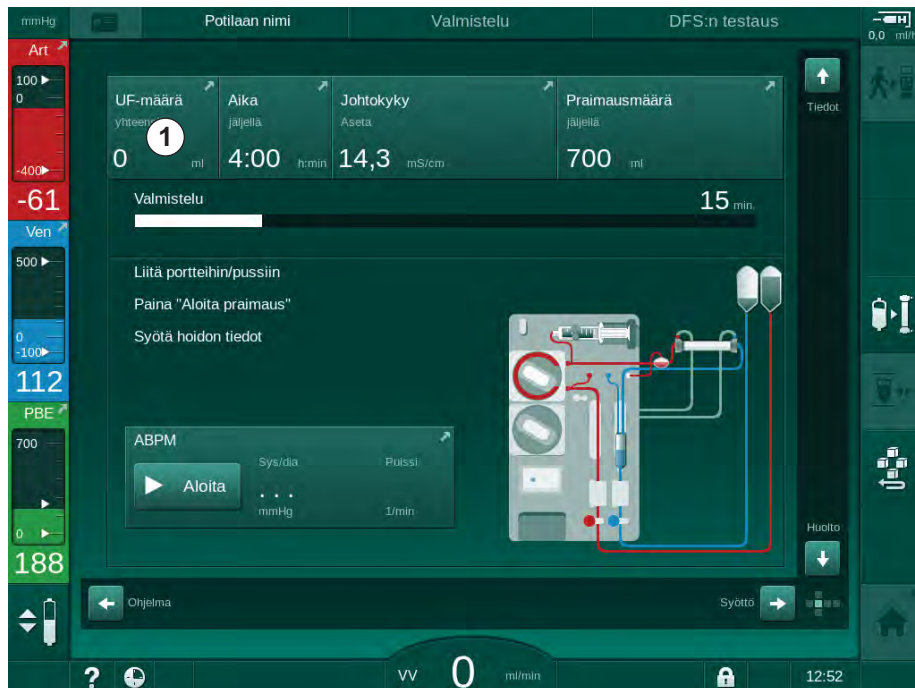 mmHg
Potilaan nimi
Valmistelu
DFS:n testaus
0,0 ml/h
Art
100
0
-400
-61
Ven
500
0
-100
112
PBE
700
0
188
UF-määrä
yhteensä
0 ml
1
Aika
jäljellä
4:00 h:min
Johtokyky
Aseta
14,3 mS/cm
Praimausmäärä
jäljellä
700 ml
Tiedot
Valmistelu
15 min.
Liitä portteihin/pussiin
Paina "Aloita praimaus"
Syötä hoidon tiedot
ABPM
Aloita
Sys/dia
. . .
mmHg
Pulssi
1/min
Huolto
Ohjelma
Syöttö
?
VV 0 ml/min
12:52